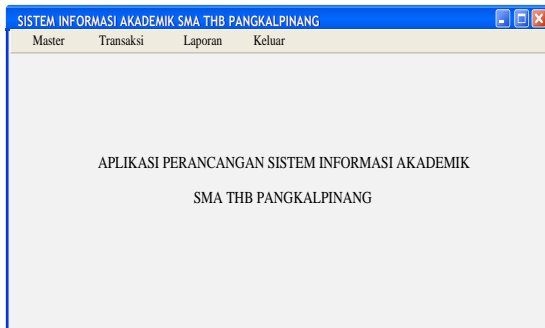 SISTEM INFORMASI AKADEMIK SMA THB PANGKALPINANG
Master Transaksi Laporan Keluar
APLIKASI PERANCANGAN SISTEM INFORMASI AKADEMIK
SMA THB PANGKALPINANG